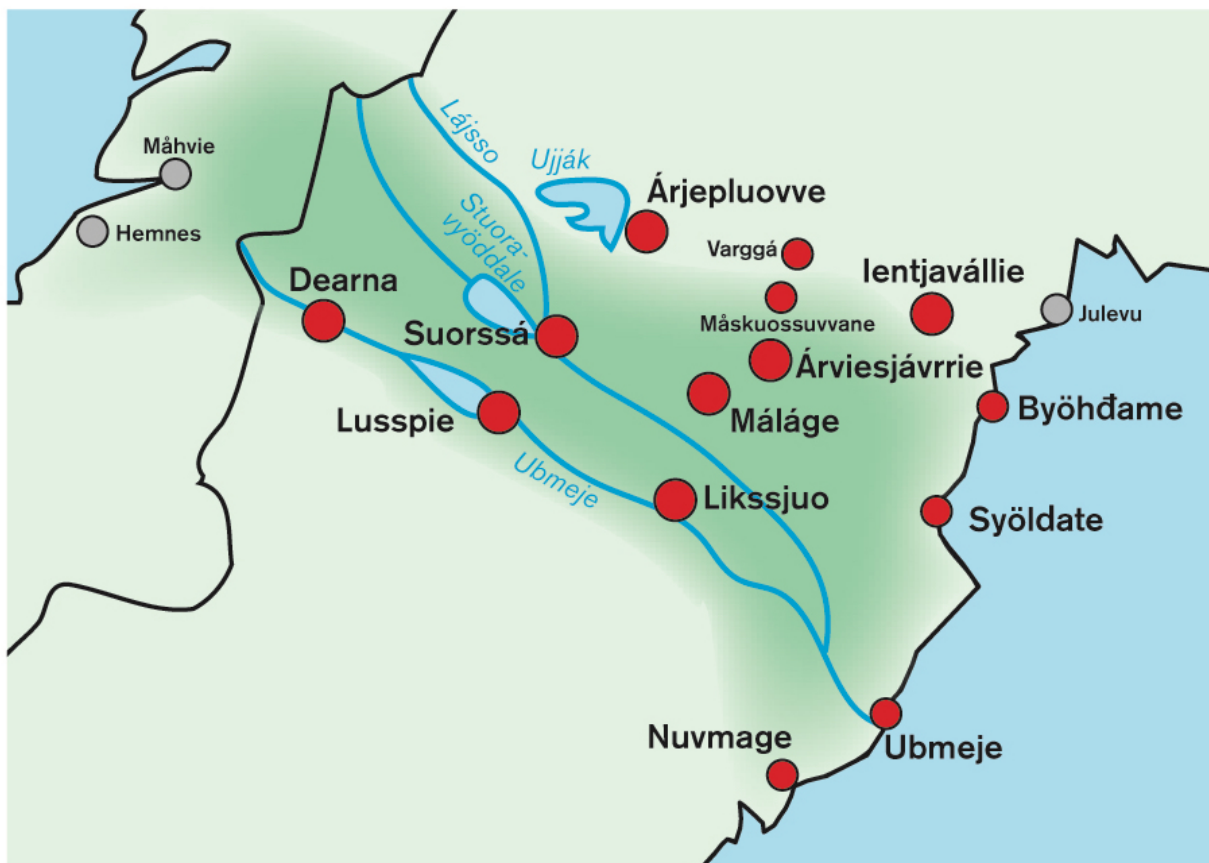 Lájsso
Måhvie
Ujják
Árjepluovve
Stuora-
vyöddale
Hemnes
Varggá
Dearna
Ientjavállie
Julevu
Suorssá
Måskuossuvvane
Árviesjávrrie
Lusspie
Máláge
Byöhđame
Ubmeje
Likssjuo
Syöldate
Nuvmage
Ubmeje